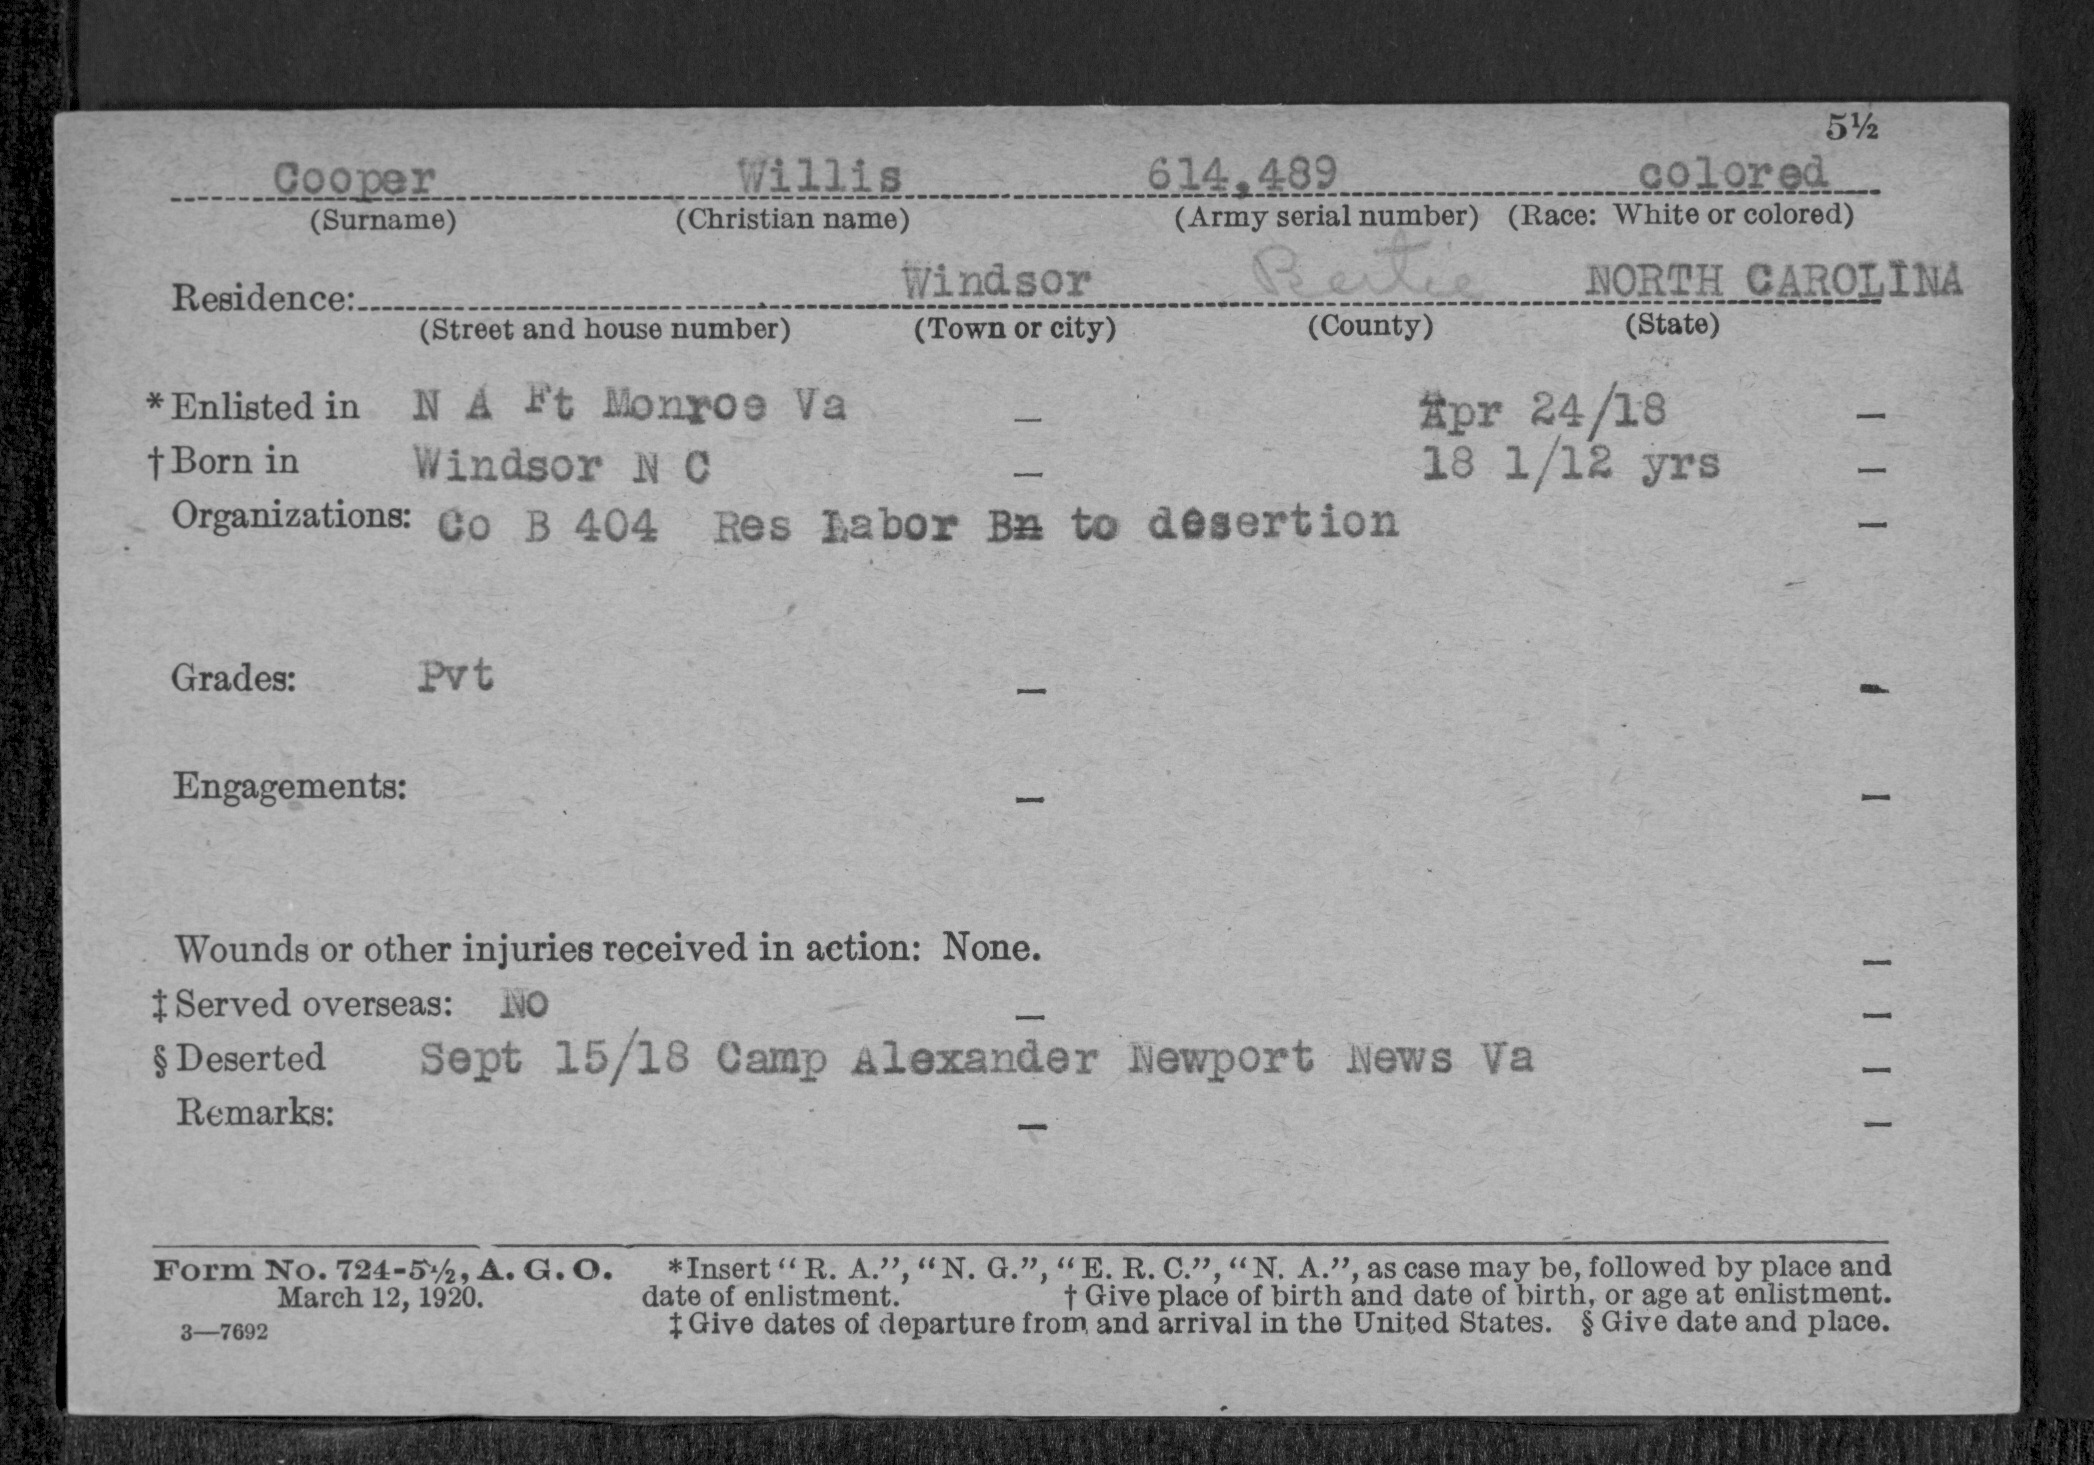 5½
Cooper Willis 614,489 colored
(Surname) (Christian name) (Army serial number) (Race: White or colored)
Residence: Windsor Bertie NORTH CAROLINA
(Street and house number) (Town or city) (County) (State)
*Enlisted in N A Ft Monroe Va — Apr 24/18 —
†Born in Windsor N C — 18 1/12 yrs —
Organizations: Co B 404 Res Labor Bn to desertion —
Grades: Pvt — —
Engagements: — —
Wounds or other injuries received in action: None. —
‡Served overseas: No — —
§Deserted Sept 15/18 Camp Alexander Newport News Va —
Remarks: — —
Form No. 724-5½, A. G. O. *Insert "R. A.", "N. G.", "E. R. C.", "N. A.", as case may be, followed by place and
March 12, 1920. date of enlistment. †Give place of birth and date of birth, or age at enlistment.
3—7692 ‡Give dates of departure from and arrival in the United States. §Give date and place.